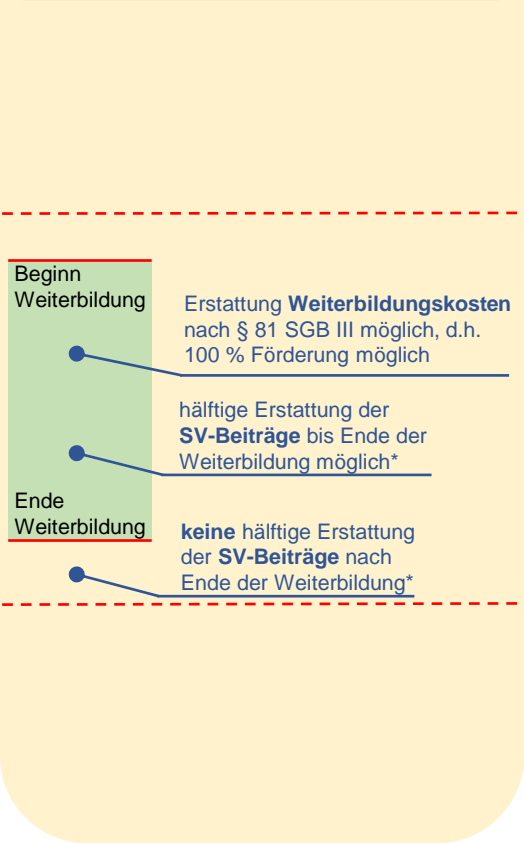 Beginn
Weiterbildung
Erstattung Weiterbildungskosten
nach § 81 SGB III möglich, d.h.
100 % Förderung möglich
hälftige Erstattung der
SV-Beiträge bis Ende der
Weiterbildung möglich*
Ende
Weiterbildung
keine hälftige Erstattung
der SV-Beiträge nach
Ende der Weiterbildung*